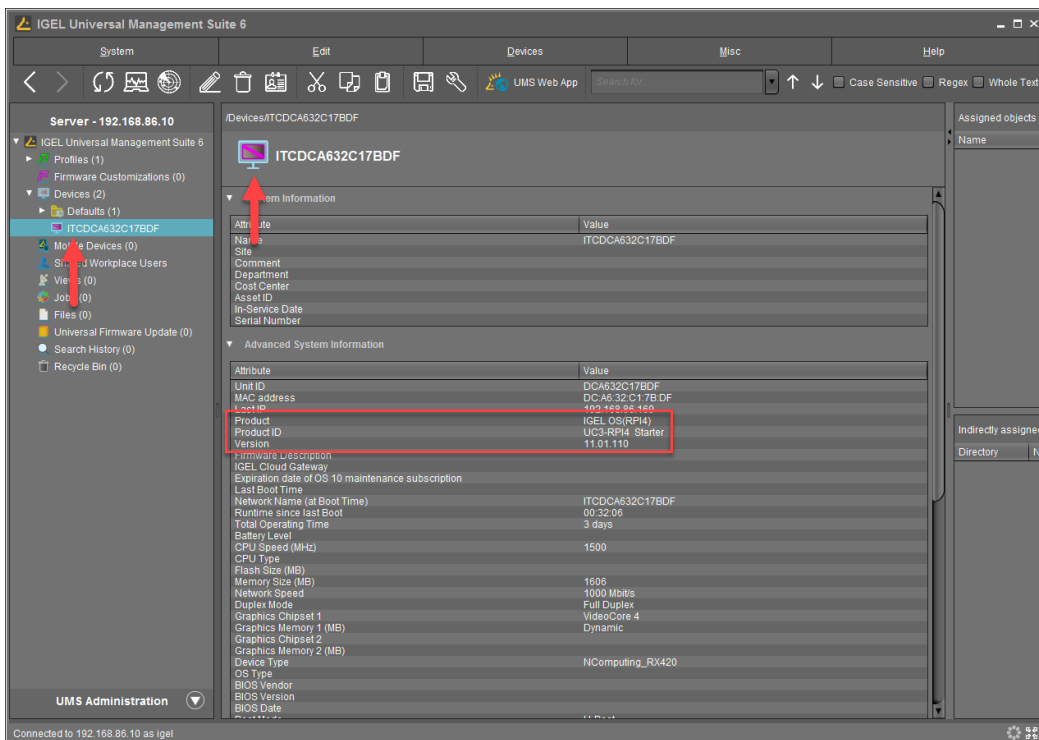 IGEL Universal Management Suite 6
System Edit Devices Misc Help
UMS Web App Search for... Case Sensitive Regex Whole Text
Server - 192.168.86.10
IGEL Universal Management Suite 6
Profiles (1)
Firmware Customizations (0)
Devices (2)
Defaults (1)
ITCDCA632C17BDF
Devices (0)
Workplace Users
(0)
(0)
Files (0)
Universal Firmware Update (0)
Search History (0)
Recycle Bin (0)
UMS Administration
/Devices/ITCDCA632C17BDF
ITCDCA632C17BDF
Information
Value
ITCDCA632C17BDF
Site
Comment
Department
Cost Center
Asset ID
In-Service Date
Serial Number
Advanced System Information
Attribute Value
Unit ID DCA632C17BDF
MAC address DC:A6:32:C1:7B:DF
Last IP 192.168.86.169
Product IGEL OS(RPI4)
Product ID UC3-RPI4 Starter
Version 11.01.110
Firmware Description
IGEL Cloud Gateway
Expiration date of OS 10 maintenance subscription
Last Boot Time
Network Name (at Boot Time) ITCDCA632C17BDF
Runtime since last Boot 00:32:06
Total Operating Time 3 days
Battery Level
CPU Speed (MHz) 1500
CPU Type
Flash Size (MB)
Memory Size (MB) 1606
Network Speed 1000 Mbit/s
Duplex Mode Full Duplex
Graphics Chipset 1 VideoCore 4
Graphics Memory 1 (MB) Dynamic
Graphics Chipset 2
Graphics Memory 2 (MB)
Device Type NComputing_RX420
OS Type
BIOS Vendor
BIOS Version
BIOS Date
Assigned objects
Name
Indirectly assigne
Directory N
Connected to 192.168.86.10 as igel